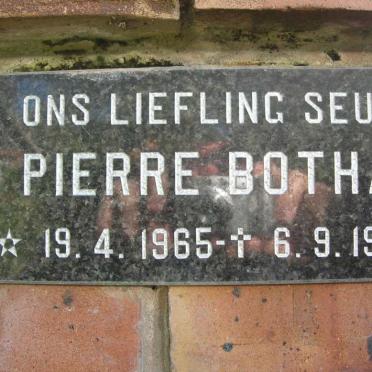 ONS LIEFLING SEU
PIERRE BOTHA
☆ 19. 4. 1965-✝ 6. 9. 19